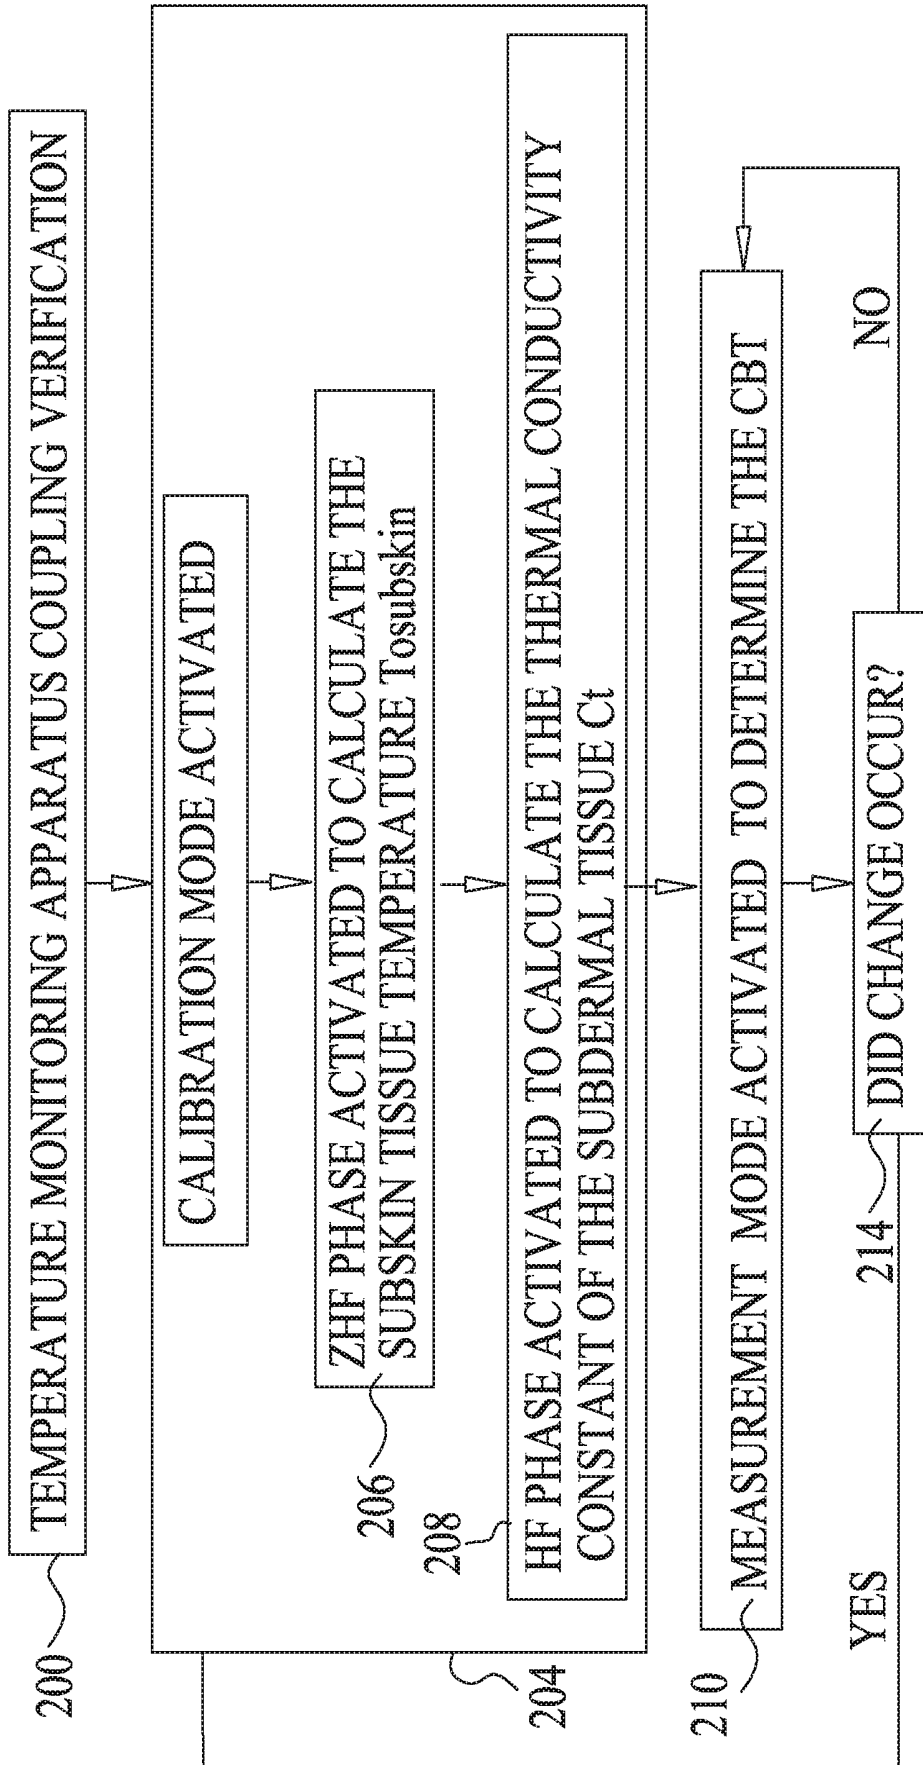 200
TEMPERATURE MONITORING APPARATUS COUPLING VERIFICATION
204
CALIBRATION MODE ACTIVATED
206
ZHF PHASE ACTIVATED TO CALCULATE THE
SUBSKIN TISSUE TEMPERATURE Tosubskin
208
HF PHASE ACTIVATED TO CALCULATE THE THERMAL CONDUCTIVITY
CONSTANT OF THE SUBDERMAL TISSUE Ct
210
MEASUREMENT MODE ACTIVATED TO DETERMINE THE CBT
YES
214
DID CHANGE OCCUR?
NO